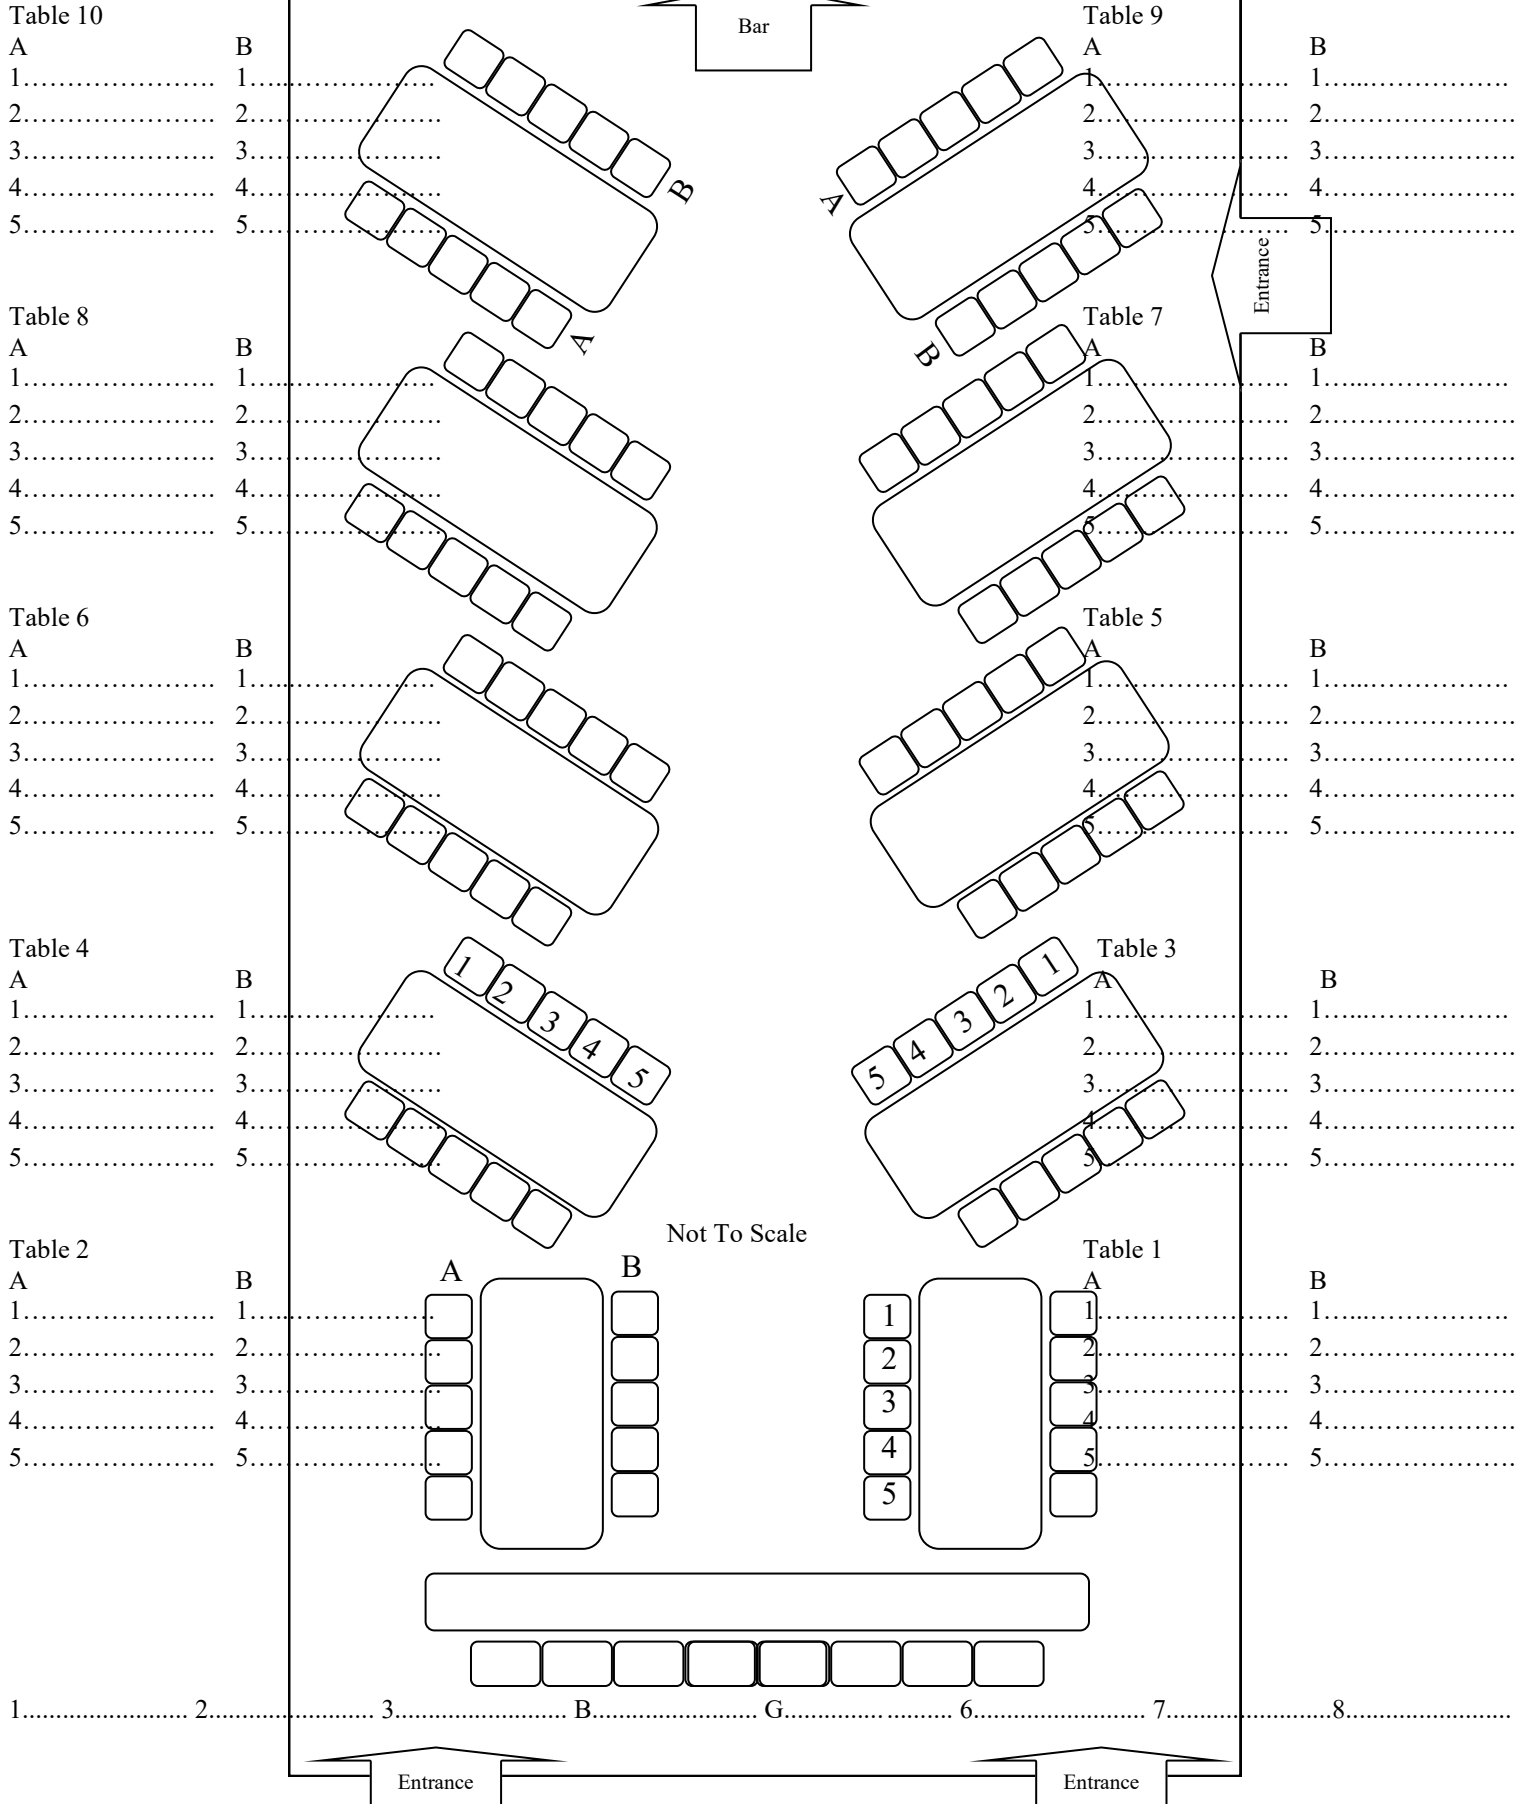 Bar
Table 10
A B
1…………………… 1……………………
2…………………… 2……………………
3…………………… 3……………………
4…………………… 4……………………
5…………………… 5……………………
B
A
Table 9
A B
1…………………… 1……………………
2…………………… 2……………………
3…………………… 3……………………
4…………………… 4……………………
5…………………… 5……………………
A
B
Entrance
Table 8
A B
1…………………… 1……………………
2…………………… 2……………………
3…………………… 3……………………
4…………………… 4……………………
5…………………… 5……………………
Table 7
A B
1…………………… 1……………………
2…………………… 2……………………
3…………………… 3……………………
4…………………… 4……………………
5…………………… 5……………………
Table 6
A B
1…………………… 1……………………
2…………………… 2……………………
3…………………… 3……………………
4…………………… 4……………………
5…………………… 5……………………
Table 5
A B
1…………………… 1……………………
2…………………… 2……………………
3…………………… 3……………………
4…………………… 4……………………
5…………………… 5……………………
Table 4
A B
1…………………… 1……………………
2…………………… 2……………………
3…………………… 3……………………
4…………………… 4……………………
5…………………… 5……………………
1 2 3 4 5
Table 3
A B
1…………………… 1……………………
2…………………… 2……………………
3…………………… 3……………………
4…………………… 4……………………
5…………………… 5……………………
5 4 3 2 1
Not To Scale
Table 2
A B
1…………………… 1……………………
2…………………… 2……………………
3…………………… 3……………………
4…………………… 4……………………
5…………………… 5……………………
A B
Table 1
A B
1…………………… 1……………………
2…………………… 2……………………
3…………………… 3……………………
4…………………… 4……………………
5…………………… 5……………………
1
2
3
4
5
1.......................... 2.......................... 3.......................... B.......................... G.......................... 6.......................... 7..........................8..........................
Entrance Entrance